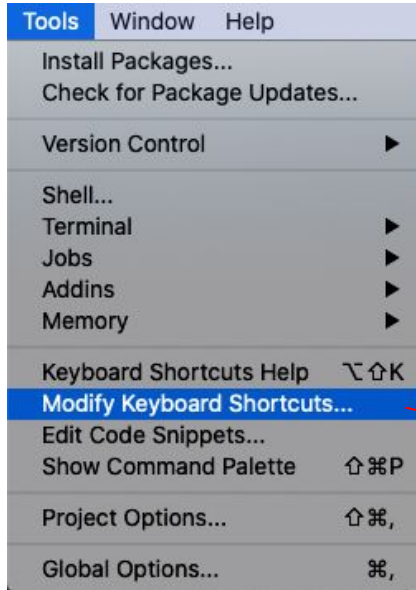 Tools Window Help
Install Packages...
Check for Package Updates...
Version Control ▶
Shell...
Terminal ▶
Jobs ▶
Addins ▶
Memory ▶
Keyboard Shortcuts Help ⌥⇧K
Modify Keyboard Shortcuts...
Edit Code Snippets...
Show Command Palette ⇧⌘P
Project Options... ⇧⌘,
Global Options... ⌘,